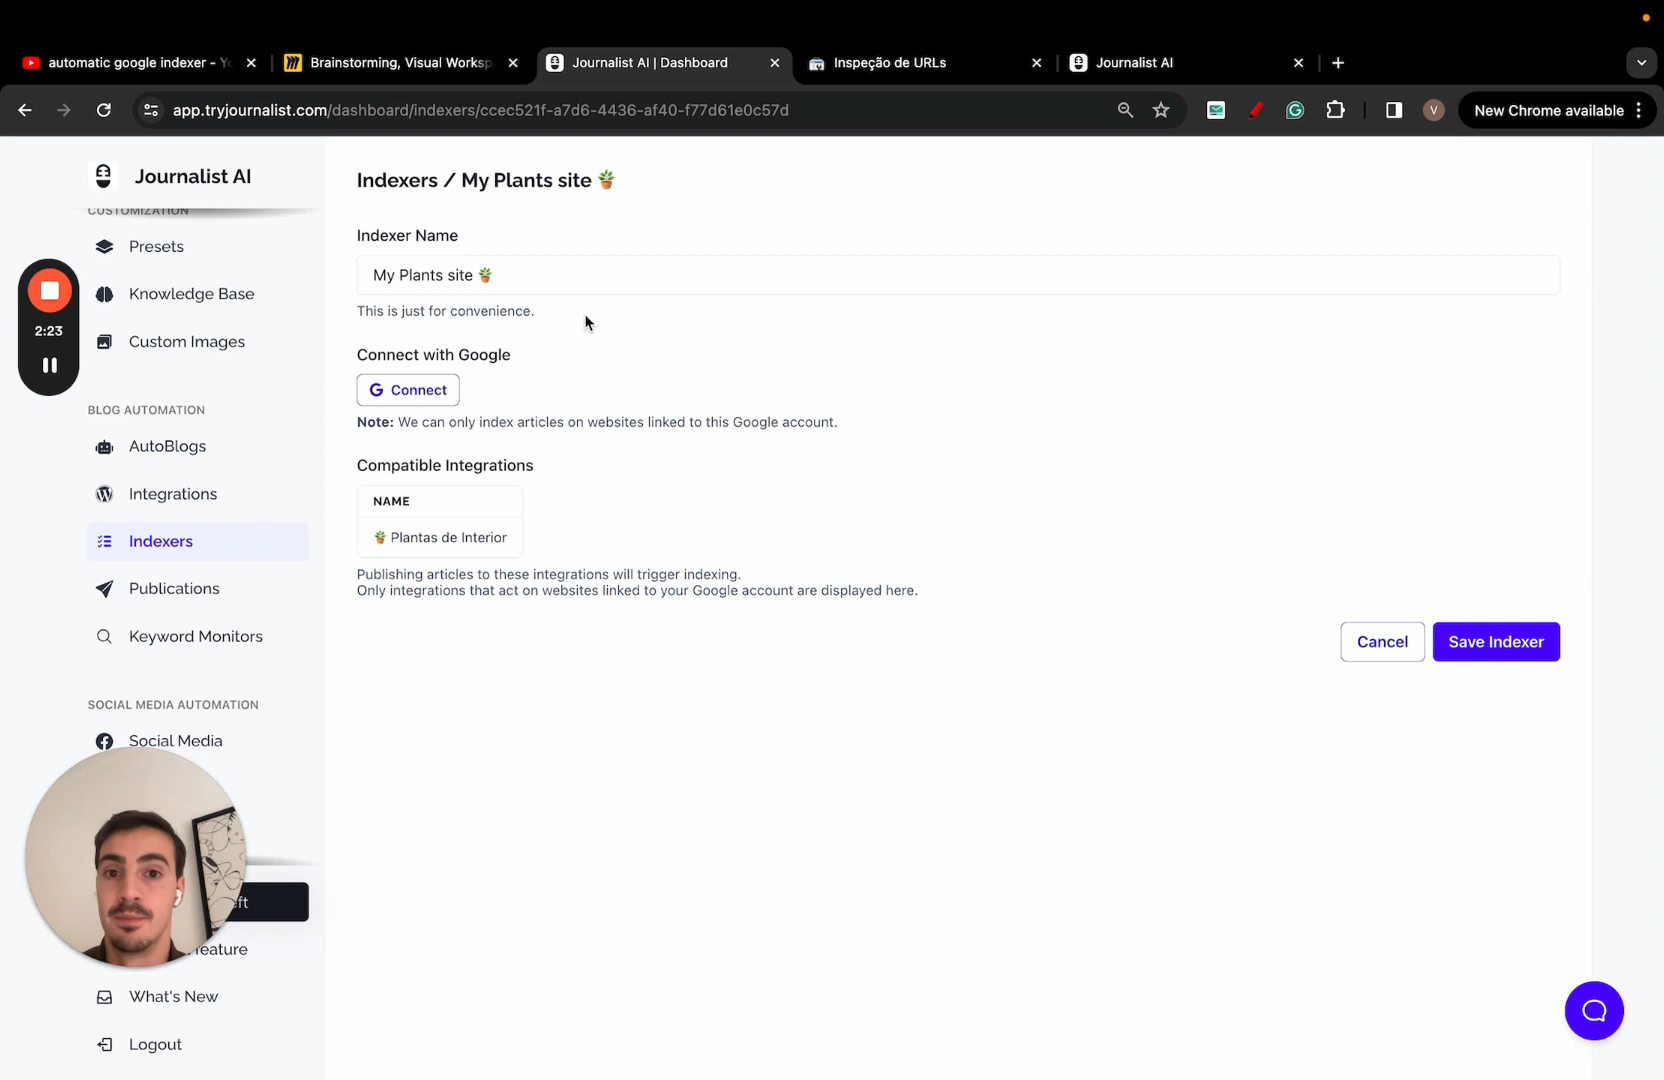 automatic google indexer - Yo
Brainstorming, Visual Worksp
Journalist AI | Dashboard
Inspeção de URLs
Journalist AI
app.tryjournalist.com/dashboard/indexers/ccec521f-a7d6-4436-af40-f77d61e0c57d
V
New Chrome available
Journalist AI
CUSTOMIZATION
Presets
Knowledge Base
Custom Images
2:23
BLOG AUTOMATION
AutoBlogs
Integrations
Indexers
Publications
Keyword Monitors
SOCIAL MEDIA AUTOMATION
Social Media
eature
What's New
Logout
Indexers / My Plants site 🪴
Indexer Name
My Plants site 🪴
This is just for convenience.
Connect with Google
G Connect
Note: We can only index articles on websites linked to this Google account.
Compatible Integrations
NAME
🪴 Plantas de Interior
Publishing articles to these integrations will trigger indexing.
Only integrations that act on websites linked to your Google account are displayed here.
Cancel
Save Indexer